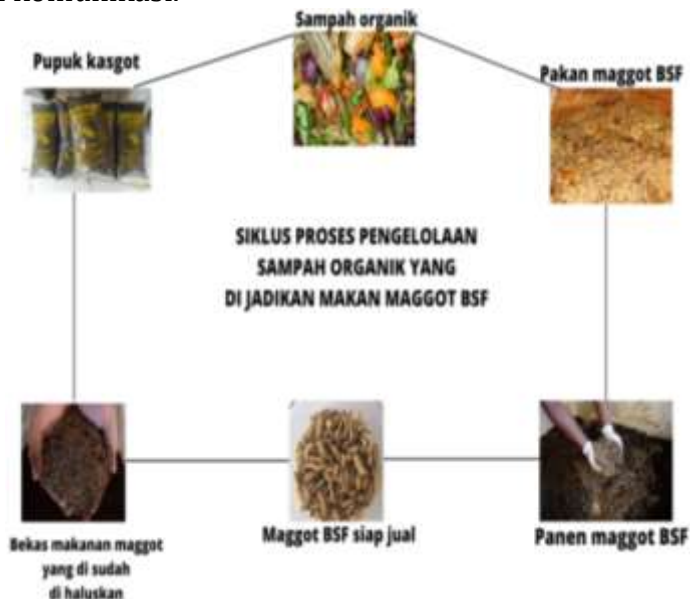 Sampah organik
Pupuk kasgot
Pakan maggot BSF
SIKLUS PROSES PENGELOLAAN
SAMPAH ORGANIK YANG
DI JADIKAN MAKAN MAGGOT BSF
Bekas makanan maggot
yang di sudah
di haluskan
Maggot BSF siap jual
Panen maggot BSF